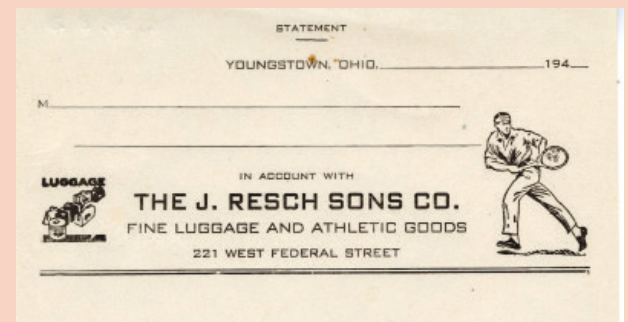 STATEMENT
YOUNGSTOWN, OHIO, 194
M
IN ACCOUNT WITH
LUGGAGE
THE J. RESCH SONS CO.
FINE LUGGAGE AND ATHLETIC GOODS
221 WEST FEDERAL STREET